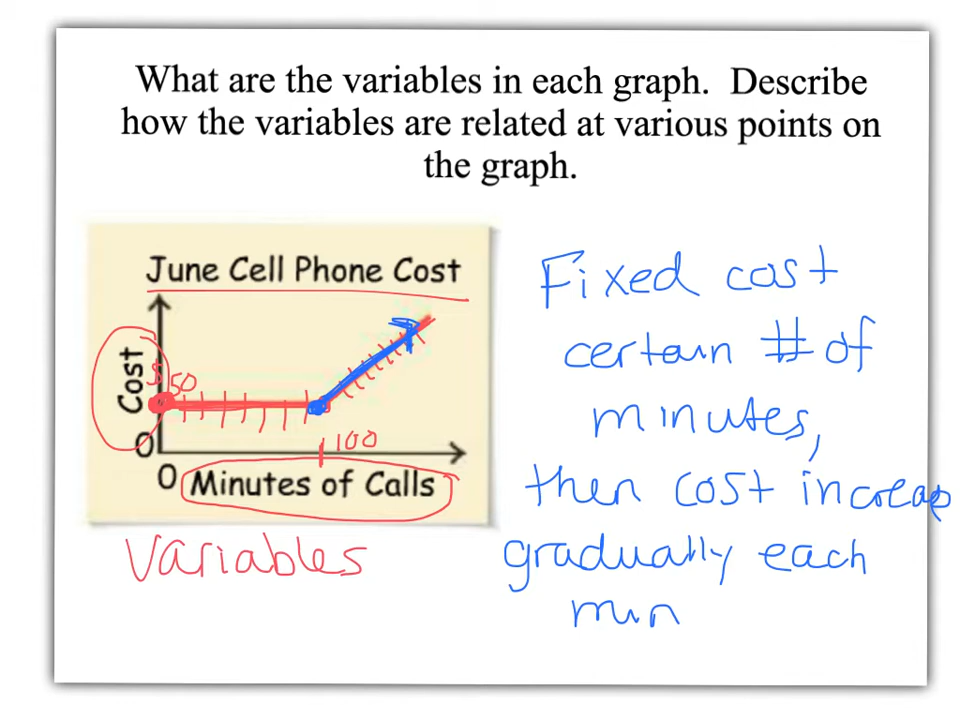 What are the variables in each graph. Describe
how the variables are related at various points on
the graph.
June Cell Phone Cost
Cost
$50
0
100
0 Minutes of Calls
Variables
Fixed cost
certain # of
minutes,
then cost increases
gradually each
min